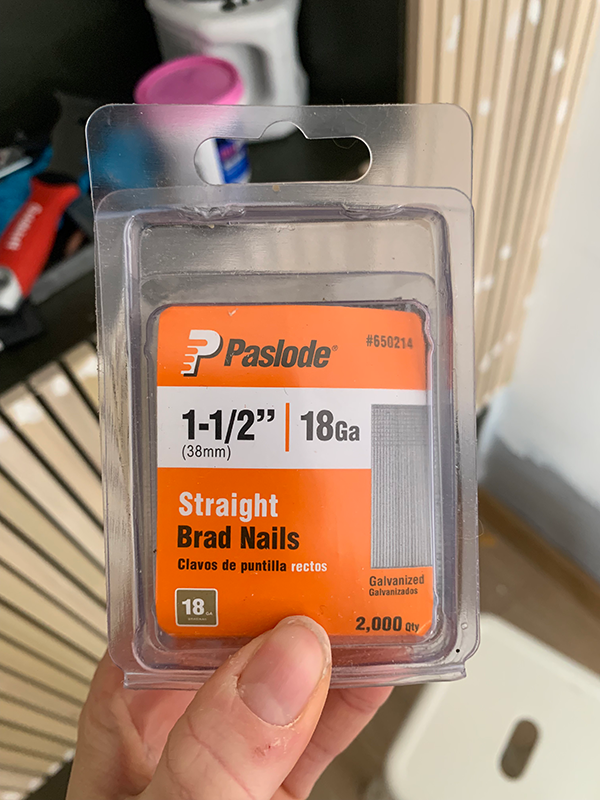 Paslode®
#650214
1-1/2” | 18Ga
(38mm)
Straight
Brad Nails
Clavos de puntilla rectos
Galvanized
Galvanizados
18 GA
2,000 Qty